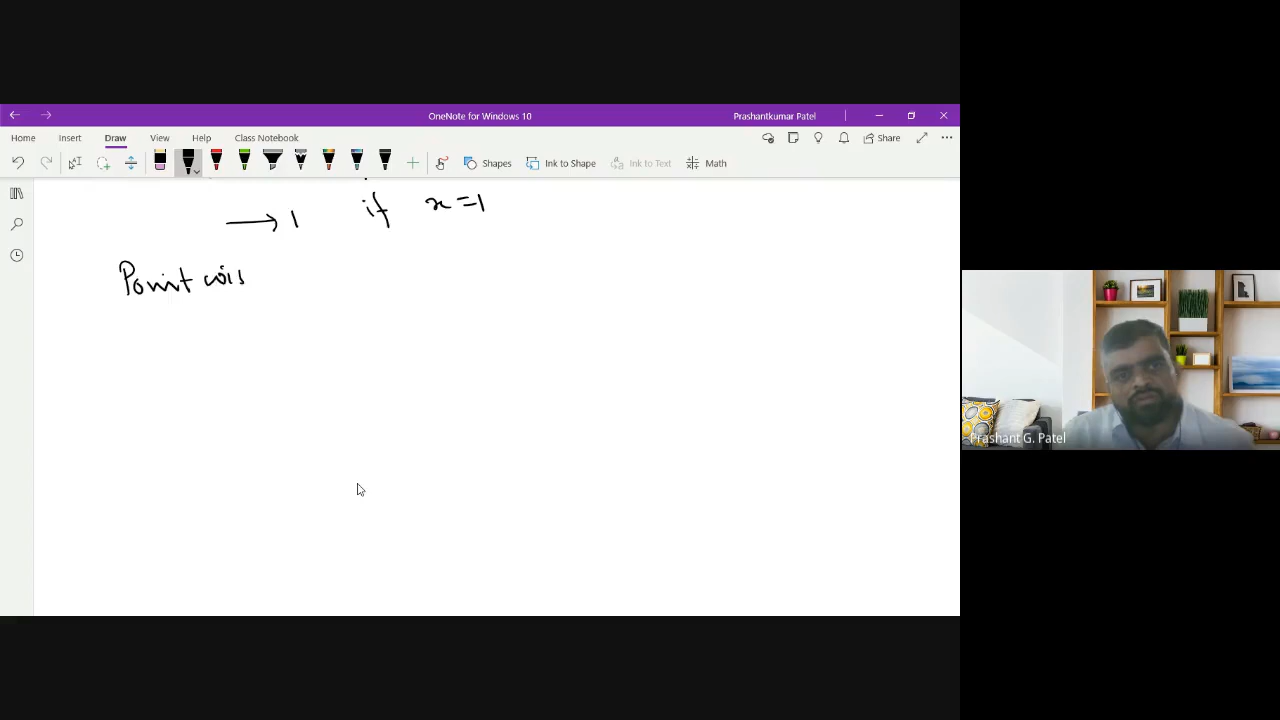 OneNote for Windows 10
Prashantkumar Patel
Home Insert Draw View Help Class Notebook
Share
Shapes Ink to Shape Ink to Text Math
→ 1 if x = 1
Point wis
Prashant G. Patel